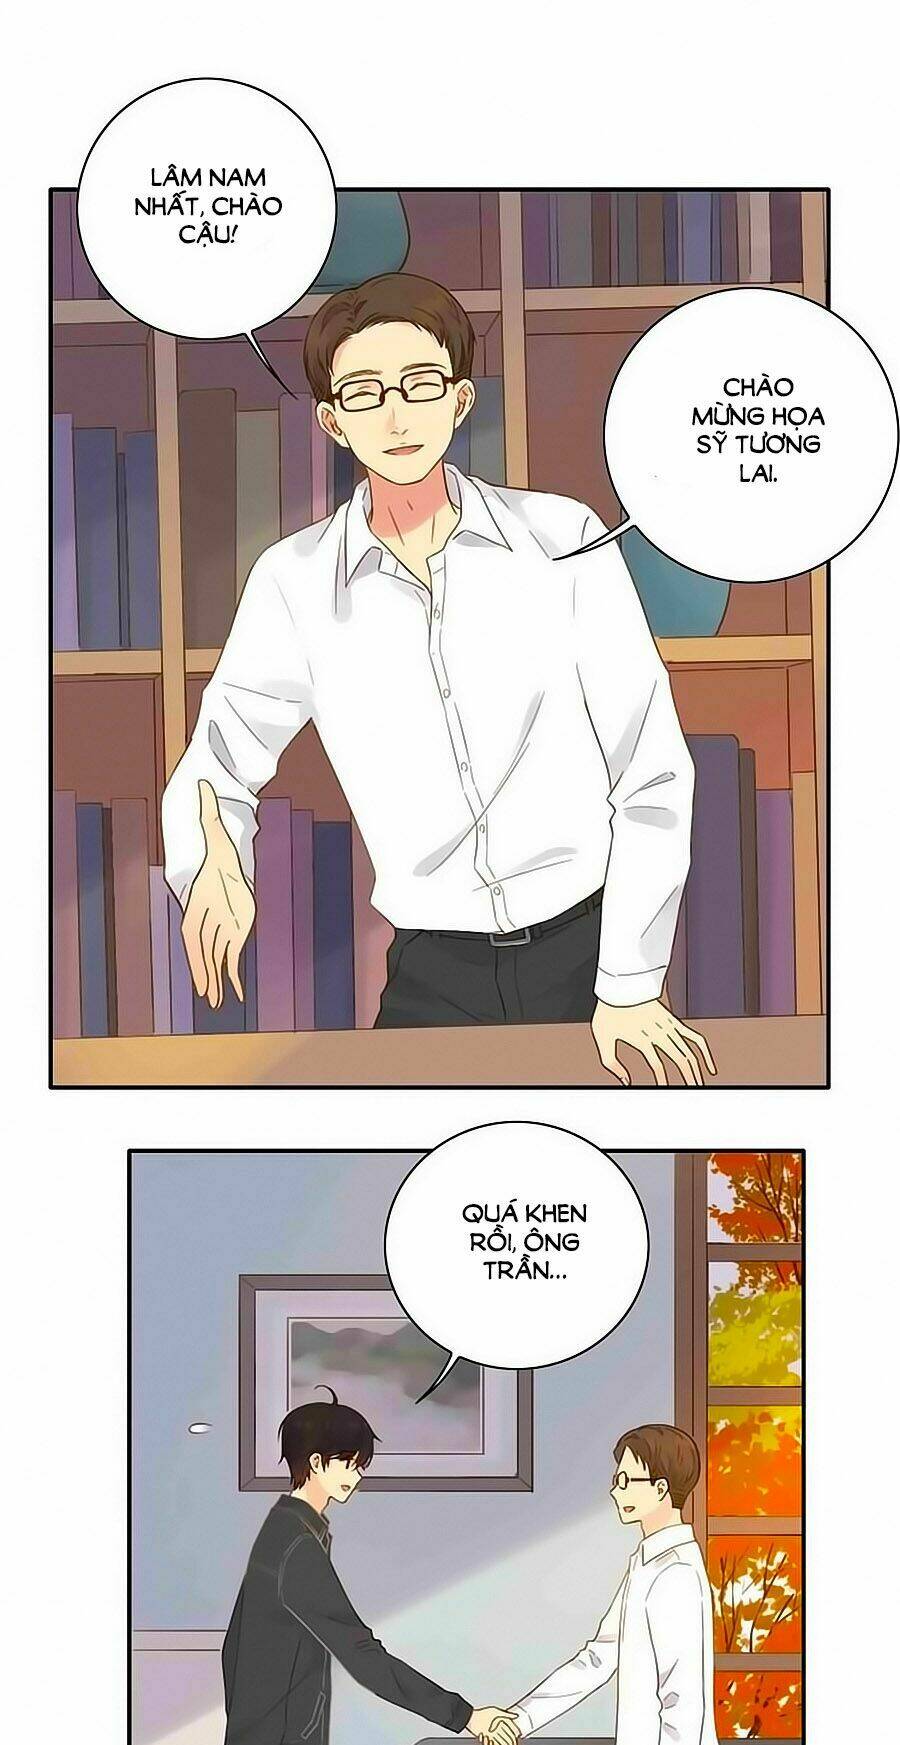 LÂM NAM
NHẤT, CHÀO
CẬU!
CHÀO
MỪNG HỌA
SỸ TƯƠNG
LAI.
QUÁ KHEN
RỒI, ÔNG
TRẦN...